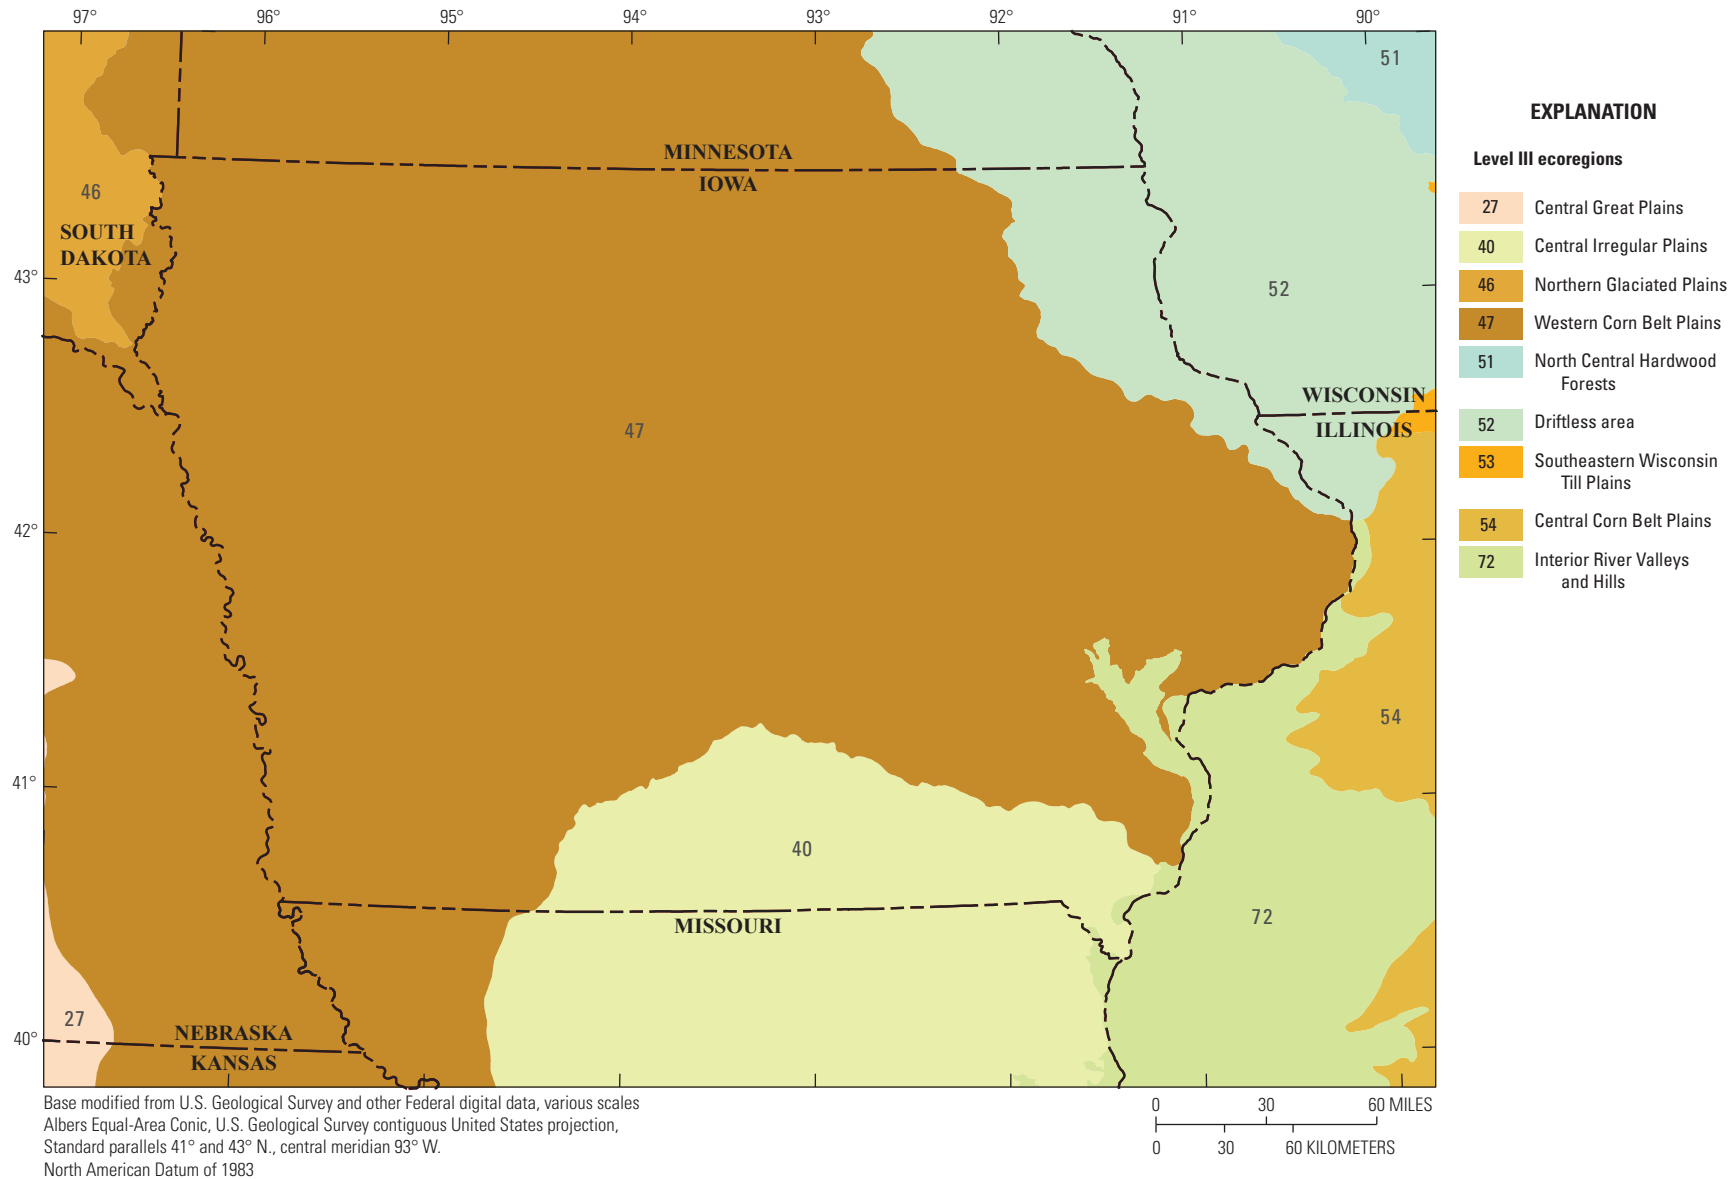 97° 96° 95° 94° 93° 92° 91° 90°
51
EXPLANATION
MINNESOTA
Level III ecoregions
IOWA
46
27 Central Great Plains
SOUTH
DAKOTA
40 Central Irregular Plains
43°
52
46 Northern Glaciated Plains
47 Western Corn Belt Plains
51 North Central Hardwood
Forests
WISCONSIN
ILLINOIS
47
52 Driftless area
53 Southeastern Wisconsin
Till Plains
42°
54 Central Corn Belt Plains
72 Interior River Valleys
and Hills
54
41°
40
72
MISSOURI
27
40°
NEBRASKA
KANSAS
Base modified from U.S. Geological Survey and other Federal digital data, various scales
Albers Equal-Area Conic, U.S. Geological Survey contiguous United States projection,
Standard parallels 41° and 43° N., central meridian 93° W.
North American Datum of 1983
0 30 60 MILES
0 30 60 KILOMETERS